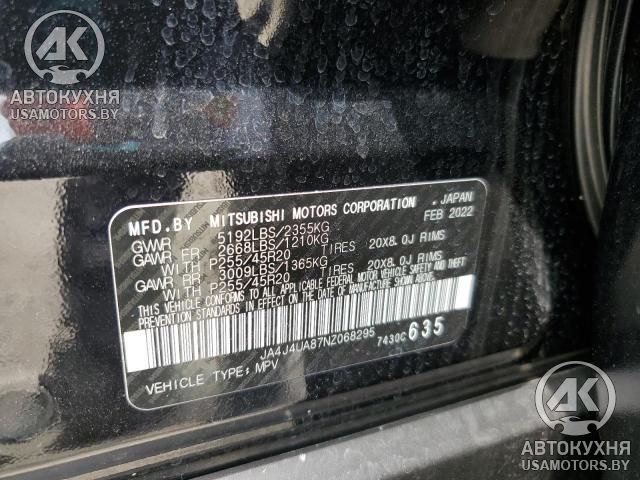 AK
АВТОКУХНЯ
USAMOTORS.BY
MFD.BY MITSUBISHI MOTORS CORPORATION , JAPAN
GVWR 5192LBS/2355KG FEB 2022
GAWR FR 2668LBS/1210KG
WITH P255/45R20 TIRES 20X8.0J RIMS
GAWR RR 3009LBS/1365KG
WITH P255/45R20 TIRES 20X8.0J RIMS
THIS VEHICLE CONFORMS TO ALL APPLICABLE FEDERAL MOTOR VEHICLE SAFETY AND THEFT
PREVENTION STANDARDS IN EFFECT ON THE DATE OF MANUFACTURE SHOWN ABOVE.
JA4J4UA87NZ068295 7430C 635
VEHICLE TYPE: MPV
AK
АВТОКУХНЯ
USAMOTORS.BY